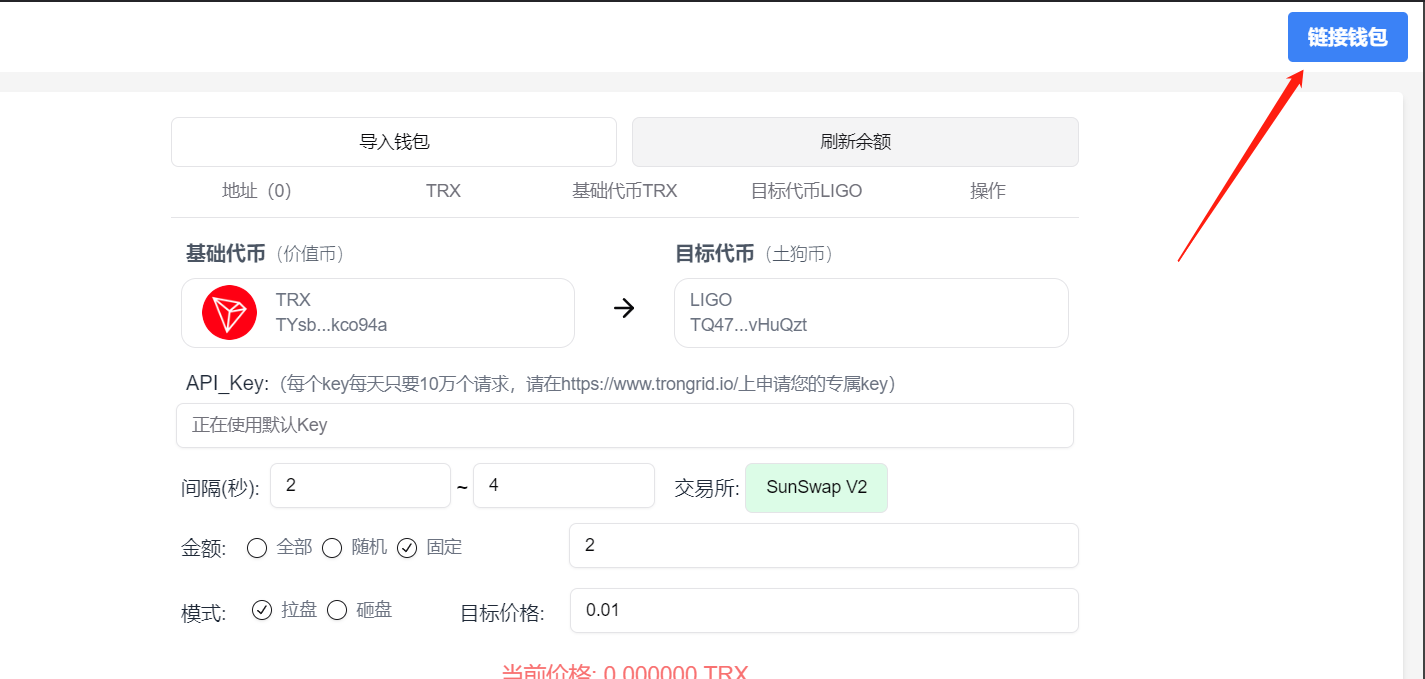 链接钱包
导入钱包 刷新余额
地址（0） TRX 基础代币TRX 目标代币LIGO 操作
基础代币（价值币） 目标代币（土狗币）
TRX LIGO
TYsb...kco94a TQ47...vHuQzt
API_Key:（每个key每天只要10万个请求，请在https://www.trongrid.io/上申请您的专属key）
正在使用默认Key
间隔(秒): 2 ~ 4 交易所: SunSwap V2
金额: 全部 随机 固定 2
模式: 拉盘 砸盘 目标价格: 0.01
当前价格: 0.000000 TRX